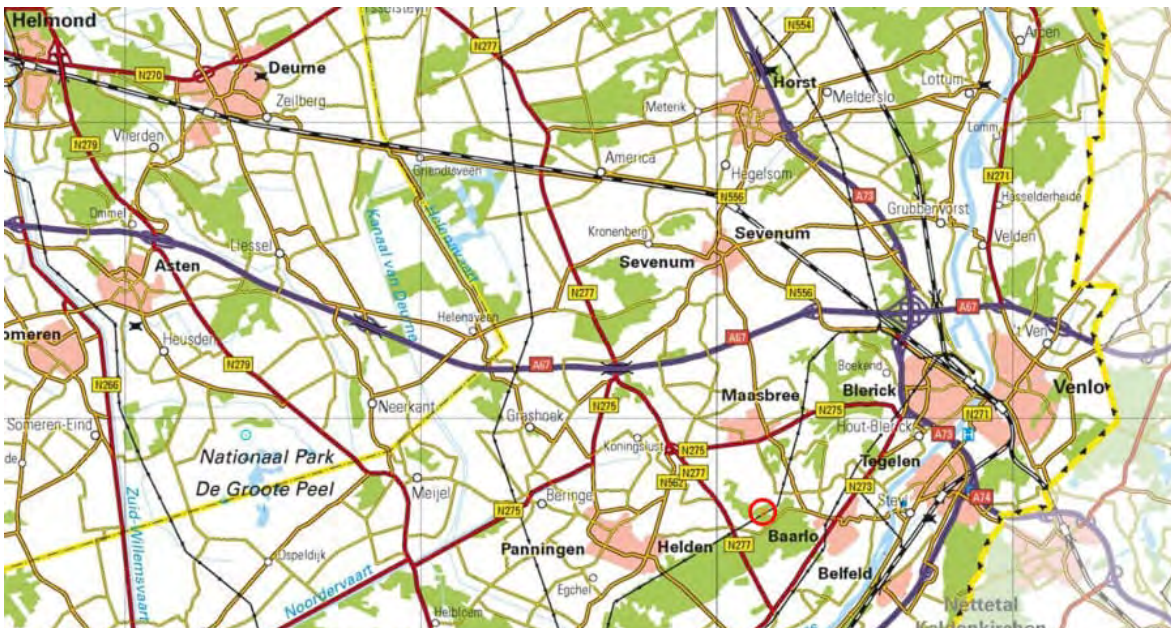 Ysselsteyn
Helmond
N277
N554
Arcen
N270
Deurne
Horst
Lottum
Zeilberg
Meterik
Melderslo
Lomm
N279
Vlierden
Griendtsveen
America
Hegelsom
N271
N556
A73
Hasselderheide
Ommel
Liessel
Kanaal van Deurne
Helenavaart
Kronenberg
Sevenum
Grubbenvorst
Velden
Asten
Sevenum
N277
N556
A67
Helenaveen
't Ven
omeren
Heusden
N279
A67
A67
Boekend
N266
Neerkant
Grashoek
N275
Maasbree
N275
Blerick
Venlo
N271
Someren-Eind
Koningslust
N275
Hout-Blerick
A73
H
de
Nationaal Park
De Groote Peel
N277
N562
Tegelen
Meijel
Beringe
N273
Steyl
A74
Zuid-Willemsvaart
N275
Panningen
Helden
N277
Baarlo
Ospeldijk
Noordervaart
Egchel
Belfeld
Helbloem
Nettetal
Kaldenkirchen